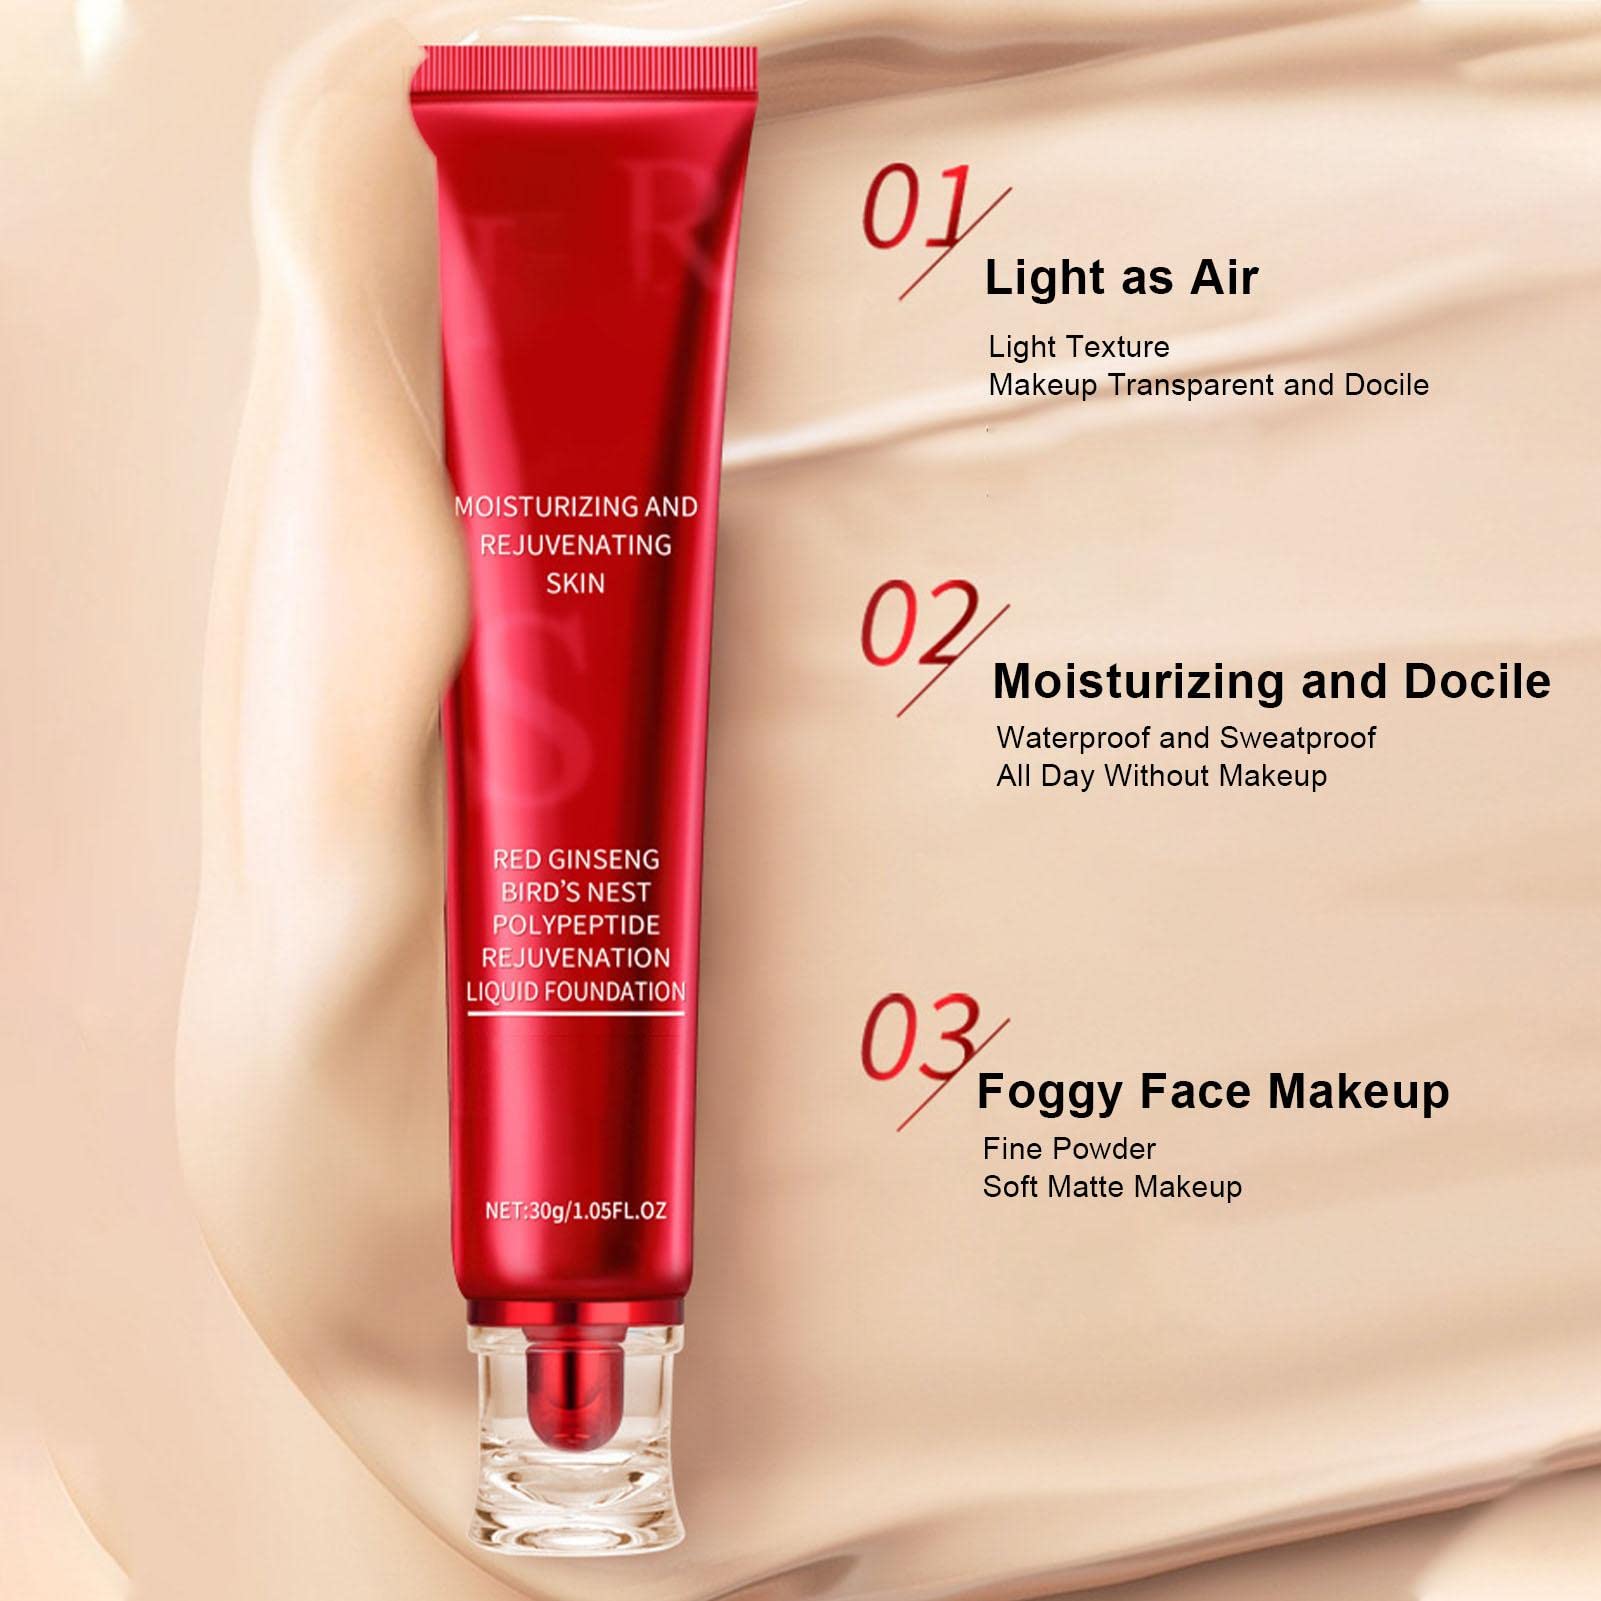 MOISTURIZING AND
REJUVENATING
SKIN
RED GINSENG
BIRD'S NEST
POLYPEPTIDE
REJUVENATION
LIQUID FOUNDATION
NET:30g/1.05FL.OZ
01
Light as Air
Light Texture
Makeup Transparent and Docile
02
Moisturizing and Docile
Waterproof and Sweatproof
All Day Without Makeup
03
Foggy Face Makeup
Fine Powder
Soft Matte Makeup